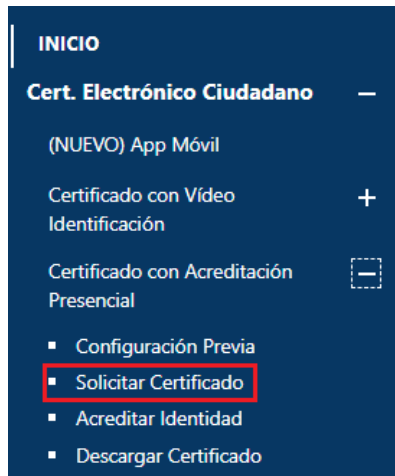 INICIO
Cert. Electrónico Ciudadano
(NUEVO) App Móvil
Certificado con Vídeo
Identificación
Certificado con Acreditación
Presencial
Configuración Previa
Solicitar Certificado
Acreditar Identidad
Descargar Certificado